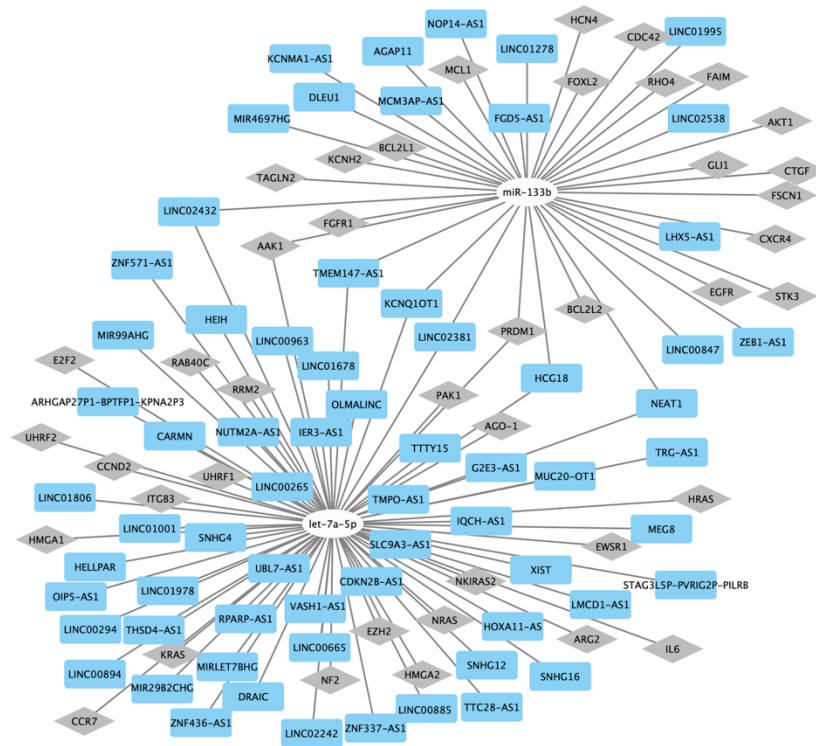 NOP14-AS1
HCN4
LINC01995
CDC42
AGAP11
LINC01278
KCNMA1-AS1
MCL1
FOXL2
RHO4
FAIM
DLEU1
MCM3AP-AS1
MIR4697HG
FGD5-AS1
LINC02538
AKT1
BCL2L1
KCNH2
GLI1
CTGF
TAGLN2
miR-133b
FSCN1
LINC02432
FGFR1
LHX5-AS1
CXCR4
AAK1
ZNF571-AS1
TMEM147-AS1
EGFR
STK3
KCNQ1OT1
BCL2L2
HEIH
PRDM1
LINC02381
MIR99AHG
LINC00963
ZEB1-AS1
LINC00847
E2F2
RAB40C
LINC01678
HCG18
RRM2
PAK1
ARHGAP27P1-BPTFP1-KPNA2P3
OLMALINC
NEAT1
CARMN
NUTM2A-AS1
IER3-AS1
AGO-1
UHRF2
TTTY15
TRG-AS1
CCND2
G2E3-AS1
MUC20-OT1
UHRF1
LINC00265
LINC01806
ITGB3
TMPO-AS1
HRAS
LINC01001
let-7a-5p
IQCH-AS1
MEG8
HMGA1
SNHG4
SLC9A3-AS1
EWSR1
HELLPAR
UBL7-AS1
XIST
CDKN2B-AS1
NKIRAS2
STAG3L5P-PVRIG2P-PILRB
OIP5-AS1
LINC01978
VASH1-AS1
LMCD1-AS1
NRAS
RPARP-AS1
HOXA11-AS
LINC00294
THSD4-AS1
EZH2
ARG2
IL6
KRAS
LINC00665
MIRLET7BHG
SNHG12
LINC00894
NF2
HMGA2
SNHG16
MIR29B2CHG
DRAIC
TTC28-AS1
LINC00885
CCR7
ZNF436-AS1
LINC02242
ZNF337-AS1